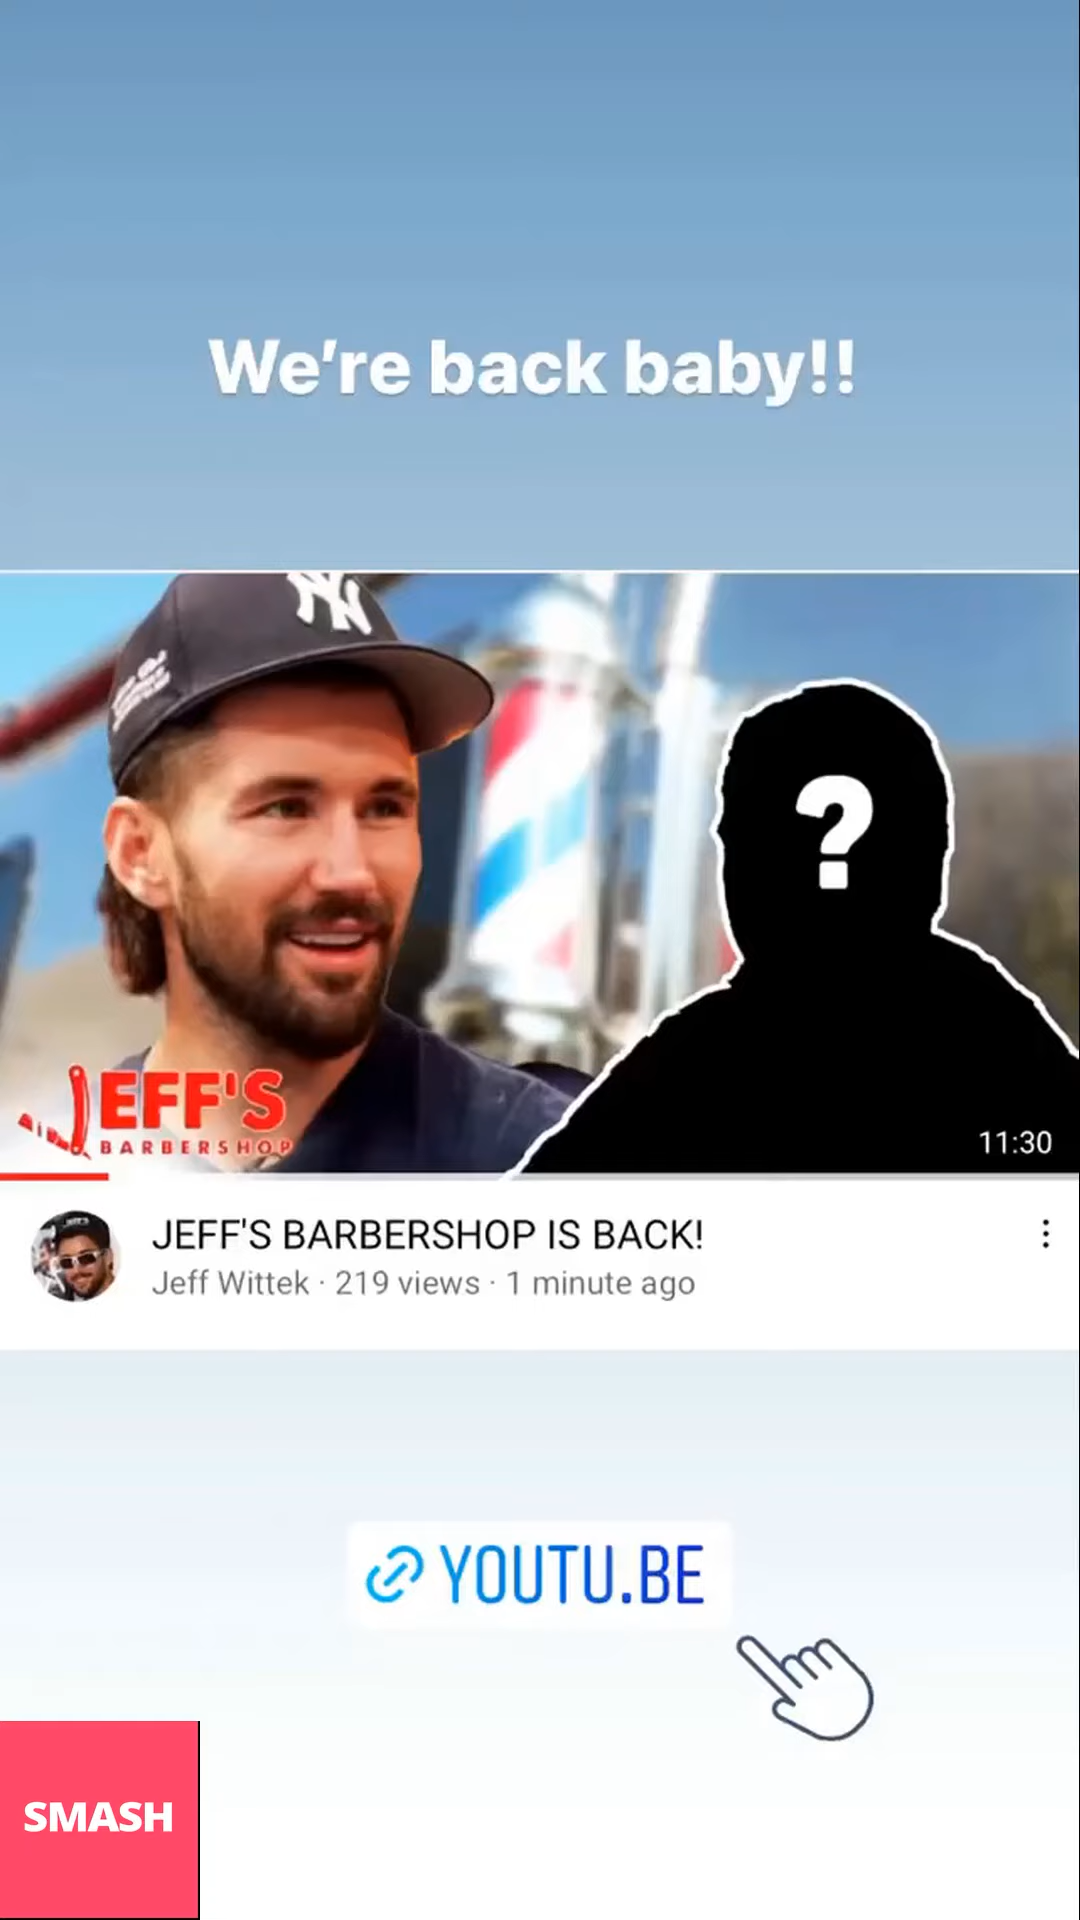 We're back baby!!
NY
?
JEFF'S
BARBERSHOP
11:30
JEFF'S BARBERSHOP IS BACK!
Jeff Wittek · 219 views · 1 minute ago
YOUTU.BE
SMASH